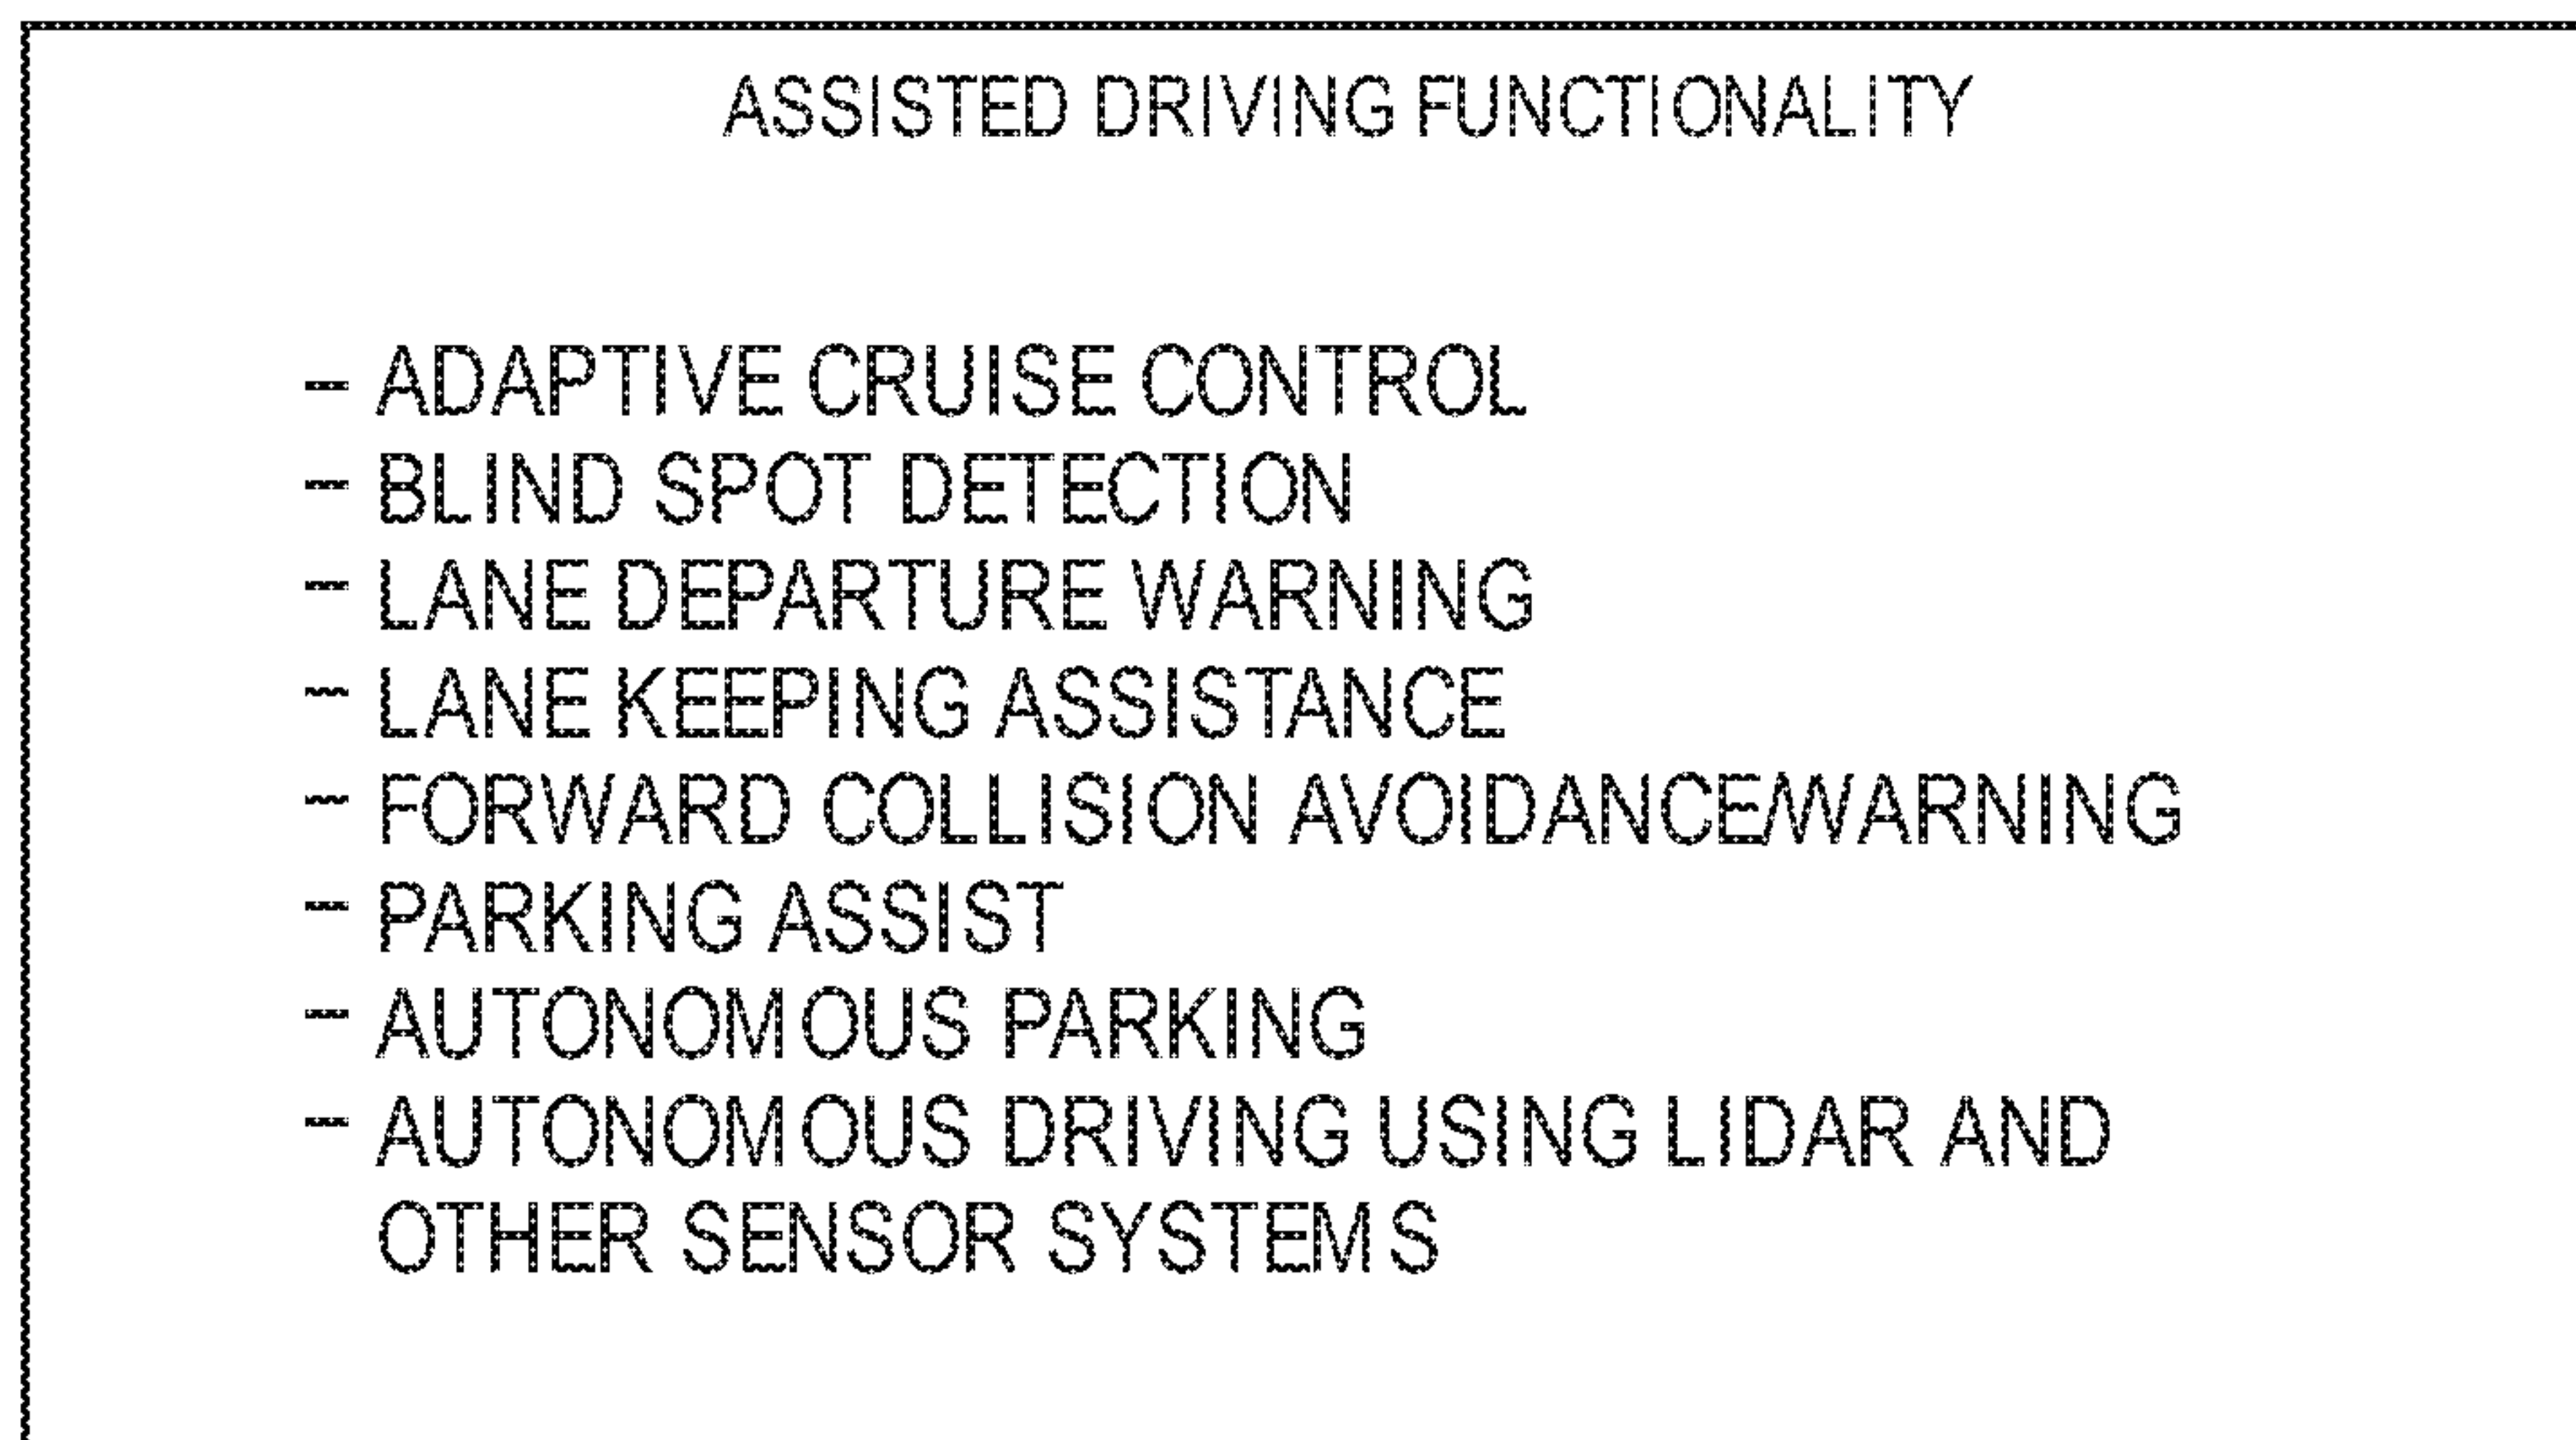 ASSISTED DRIVING FUNCTIONALITY
- ADAPTIVE CRUISE CONTROL
- BLIND SPOT DETECTION
- LANE DEPARTURE WARNING
- LANE KEEPING ASSISTANCE
- FORWARD COLLISION AVOIDANCE/WARNING
- PARKING ASSIST
- AUTONOMOUS PARKING
- AUTONOMOUS DRIVING USING LIDAR AND
OTHER SENSOR SYSTEMS